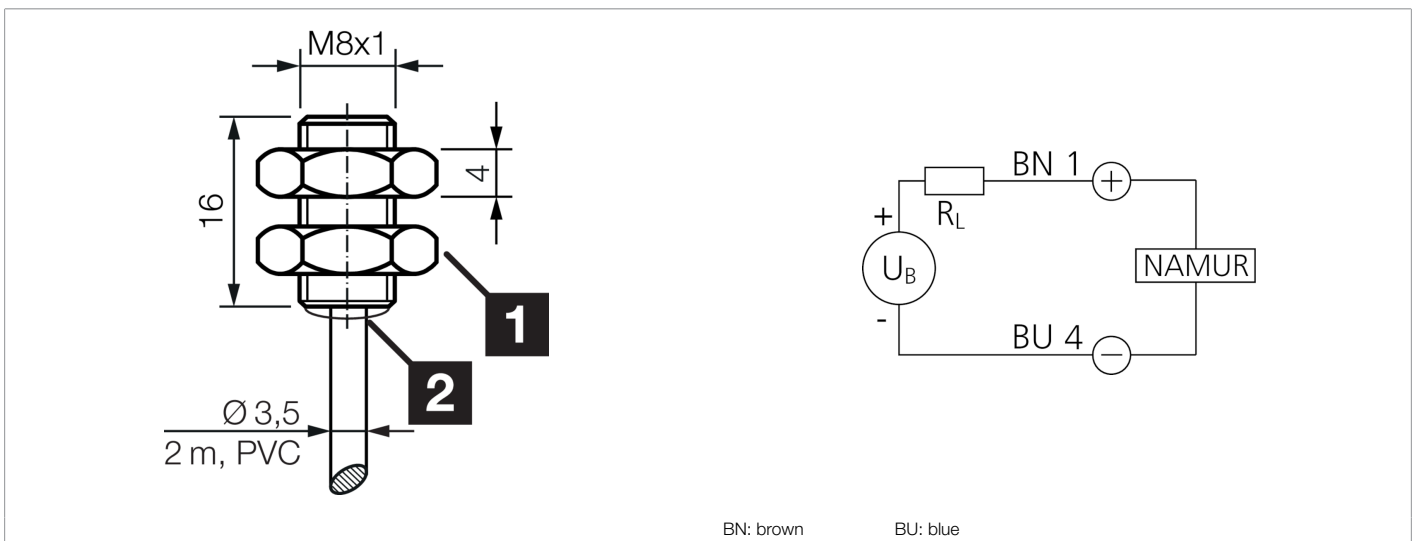 M8x1
4
16
1
2
Ø 3,5
2 m, PVC
BN 1
+
R_L
+
U_B
NAMUR
-
BU 4
−
BN: brown BU: blue